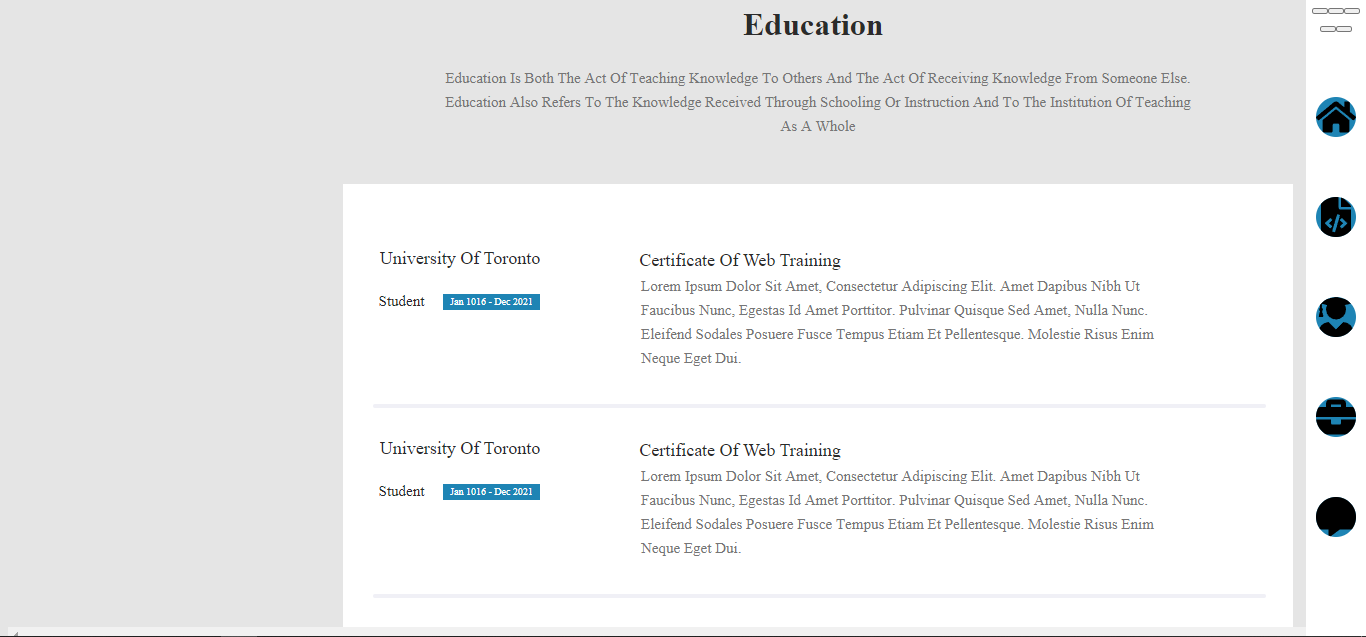 Education
Education Is Both The Act Of Teaching Knowledge To Others And The Act Of Receiving Knowledge From Someone Else.
Education Also Refers To The Knowledge Received Through Schooling Or Instruction And To The Institution Of Teaching
As A Whole
University Of Toronto
Student
Jan 1016 - Dec 2021
Certificate Of Web Training
Lorem Ipsum Dolor Sit Amet, Consectetur Adipiscing Elit. Amet Dapibus Nibh Ut
Faucibus Nunc, Egestas Id Amet Porttitor. Pulvinar Quisque Sed Amet, Nulla Nunc.
Eleifend Sodales Posuere Fusce Tempus Etiam Et Pellentesque. Molestie Risus Enim
Neque Eget Dui.
University Of Toronto
Student
Jan 1016 - Dec 2021
Certificate Of Web Training
Lorem Ipsum Dolor Sit Amet, Consectetur Adipiscing Elit. Amet Dapibus Nibh Ut
Faucibus Nunc, Egestas Id Amet Porttitor. Pulvinar Quisque Sed Amet, Nulla Nunc.
Eleifend Sodales Posuere Fusce Tempus Etiam Et Pellentesque. Molestie Risus Enim
Neque Eget Dui.